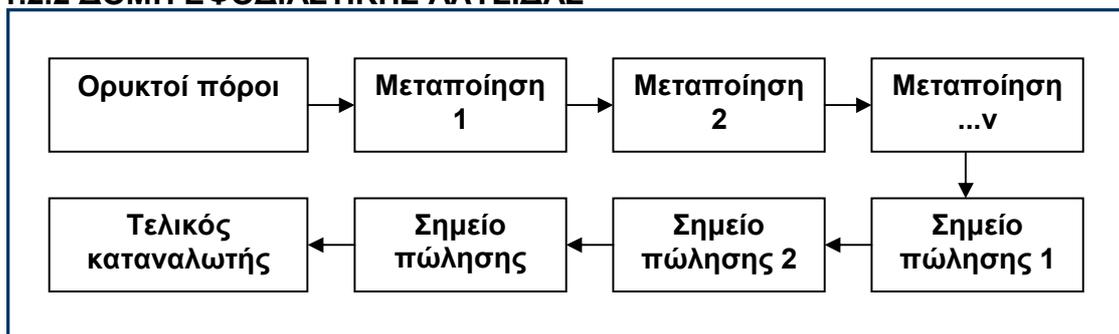 Ορυκτοί πόροι
Μεταποίηση
1
Μεταποίηση
2
Μεταποίηση
...ν
Σημείο
πώλησης 1
Σημείο
πώλησης 2
Σημείο
πώλησης
Τελικός
καταναλωτής